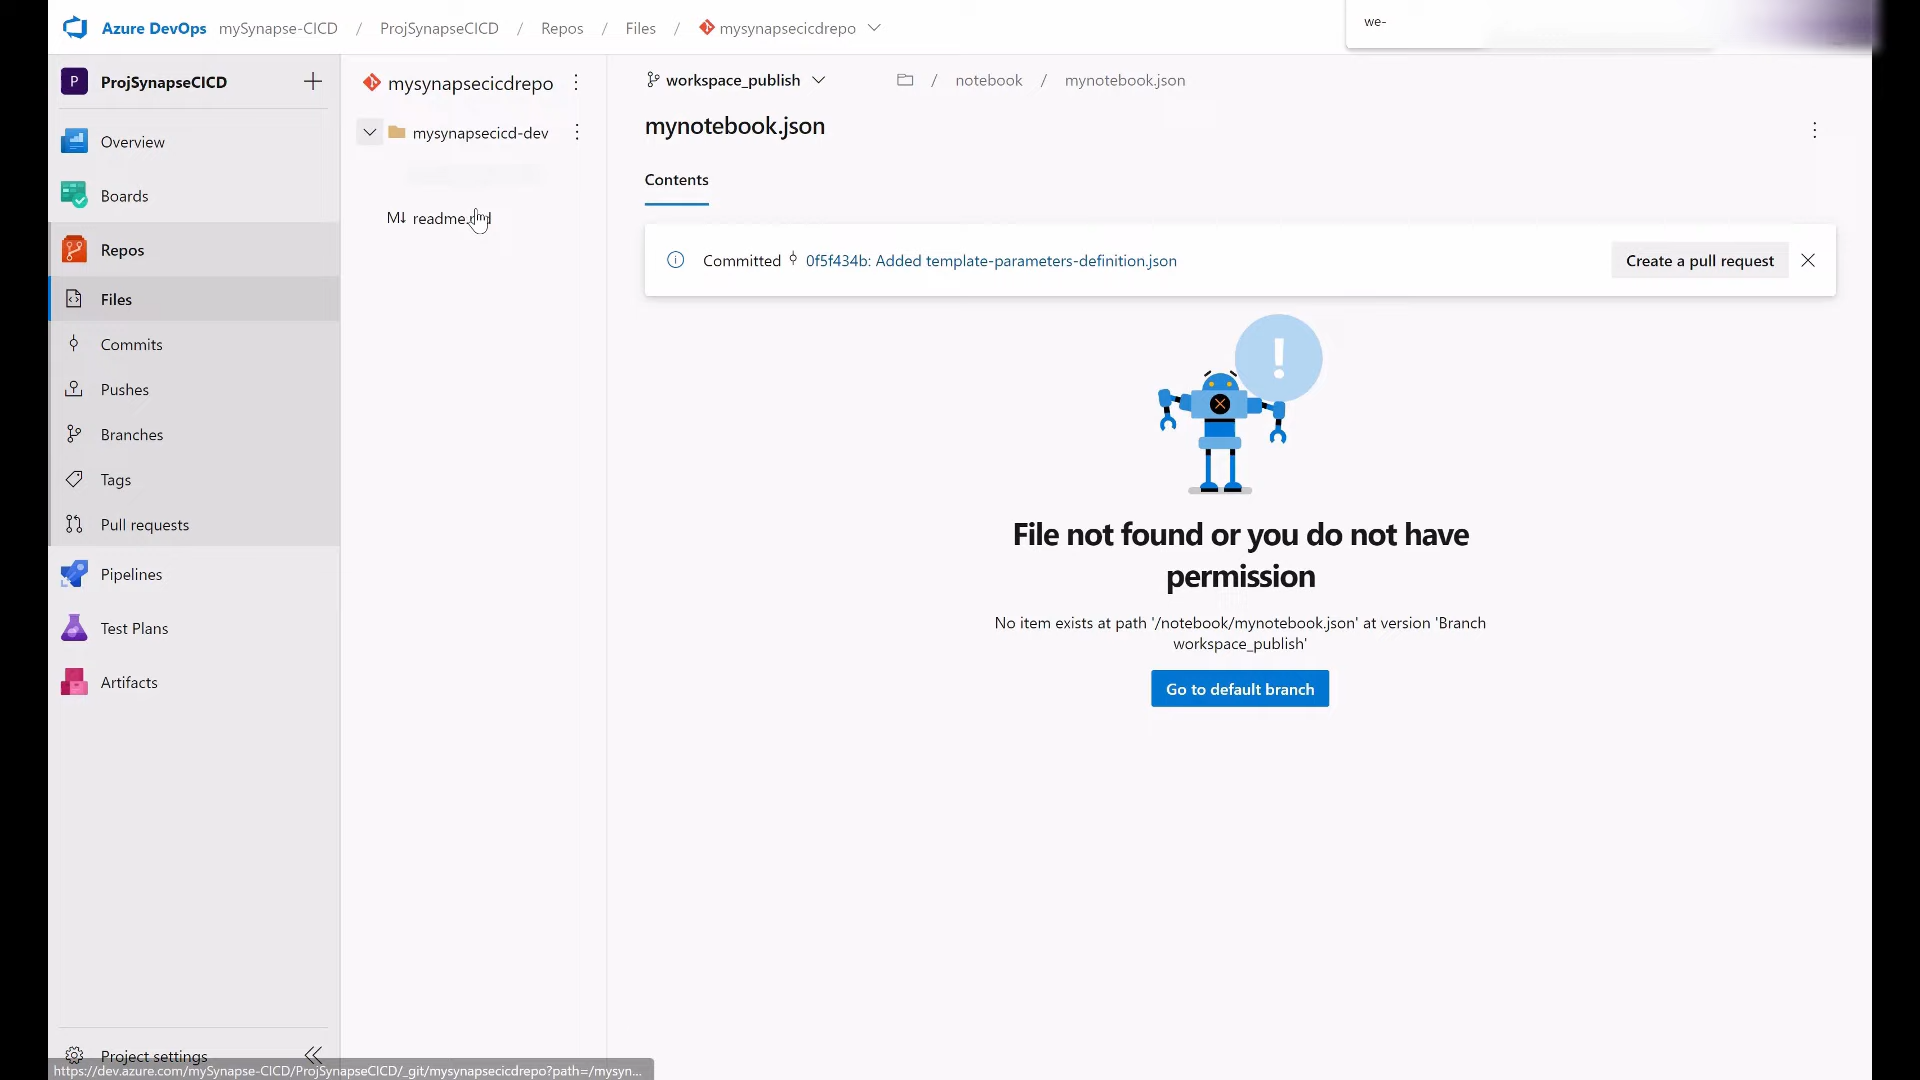 Azure DevOps mySynapse-CICD / ProjSynapseCICD / Repos / Files / mysynapsecicdrepo
we-
P ProjSynapseCICD
Overview
Boards
Repos
Files
Commits
Pushes
Branches
Tags
Pull requests
Pipelines
Test Plans
Artifacts
Project settings
https://dev.azure.com/mySynapse-CICD/ProjSynapseCICD/_git/mysynapsecicdrepo?path=/mysyn...
mysynapsecicdrepo
mysynapsecicd-dev
M↓ readme.md
workspace_publish / notebook / mynotebook.json
mynotebook.json
Contents
Committed 0f5f434b: Added template-parameters-definition.json
Create a pull request
File not found or you do not have
permission
No item exists at path '/notebook/mynotebook.json' at version 'Branch
workspace_publish'
Go to default branch